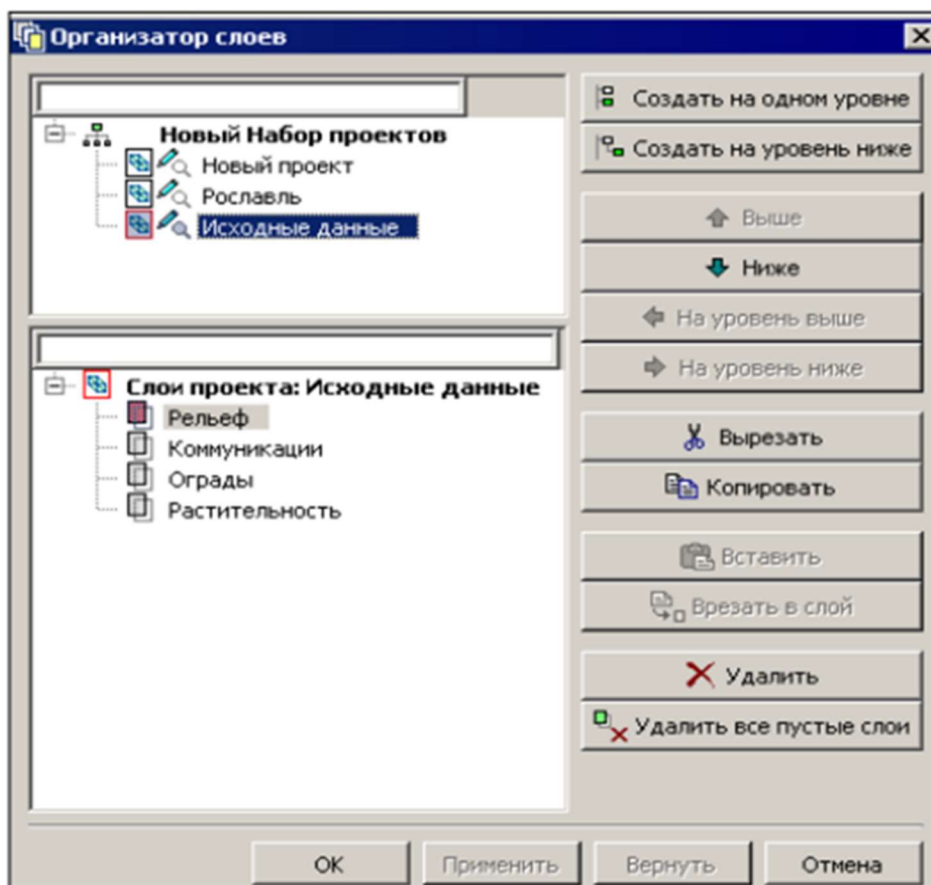 Организатор слоев
Новый Набор проектов
Новый проект
Рославль
Исходные данные
Слои проекта: Исходные данные
Рельеф
Коммуникации
Ограды
Растительность
Создать на одном уровне
Создать на уровень ниже
Выше
Ниже
На уровень выше
На уровень ниже
Вырезать
Копировать
Вставить
Врезать в слой
Удалить
Удалить все пустые слои
ОК
Применить
Вернуть
Отмена